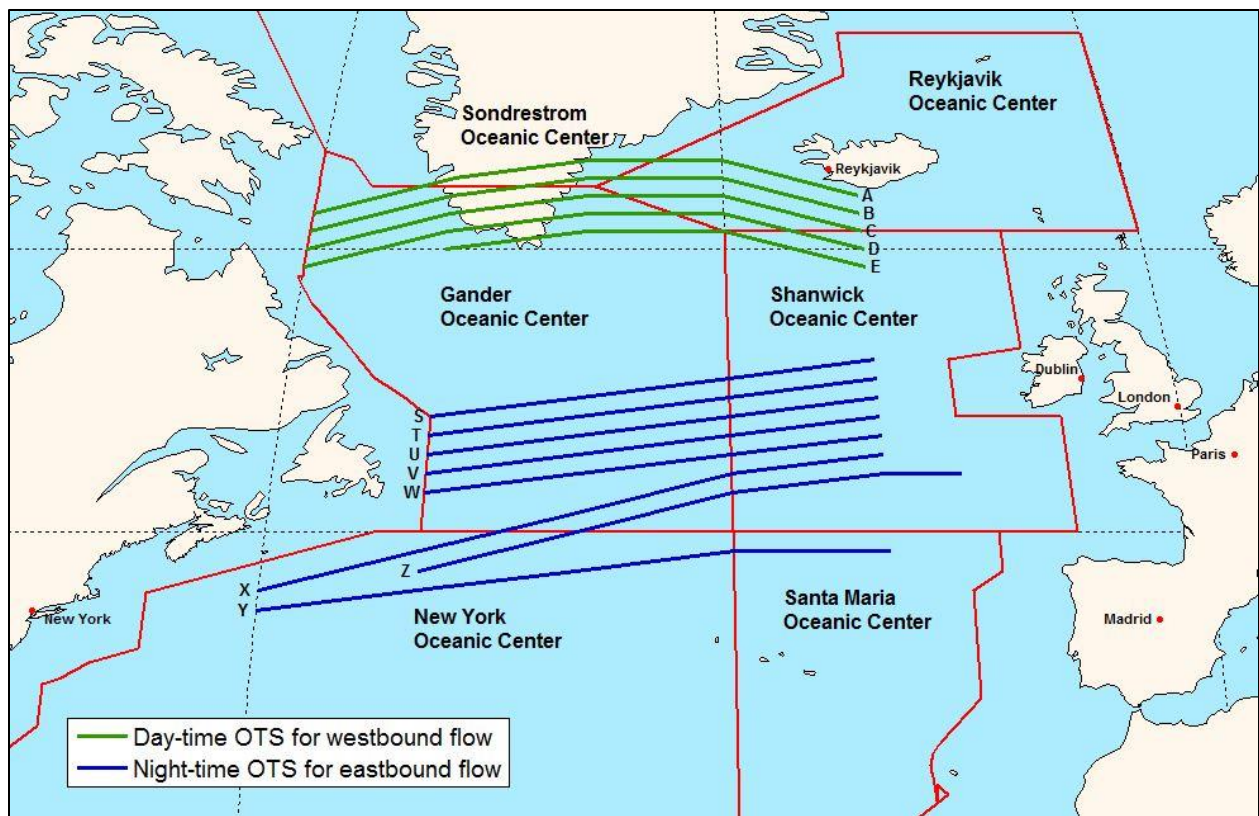 Reykjavik
Oceanic Center
Sondrestrom
Oceanic Center
Reykjavik
A
B
C
D
E
Gander
Oceanic Center
Shanwick
Oceanic Center
Dublin
London
Paris
S
T
U
V
W
X
Y
Z
New York
New York
Oceanic Center
Santa Maria
Oceanic Center
Madrid
Day-time OTS for westbound flow
Night-time OTS for eastbound flow